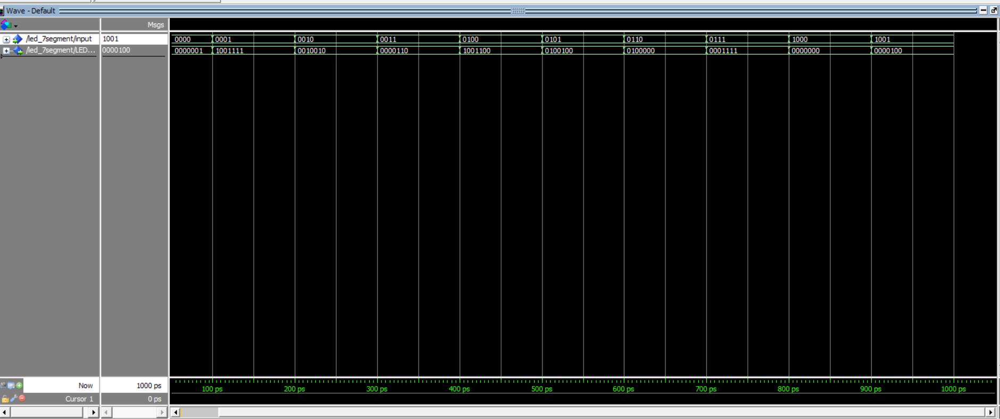 Wave - Default
Msgs
/led_7segment/input 1001 0000 0001 0010 0011 0100 0101 0110 0111 1000 1001
/led_7segment/LED... 0000100 0000001 1001111 0010010 0000110 1001100 0100100 0100000 0001111 0000000 0000100
Now 1000 ps
100 ps 200 ps 300 ps 400 ps 500 ps 600 ps 700 ps 800 ps 900 ps 1000 ps
Cursor 1 0 ps